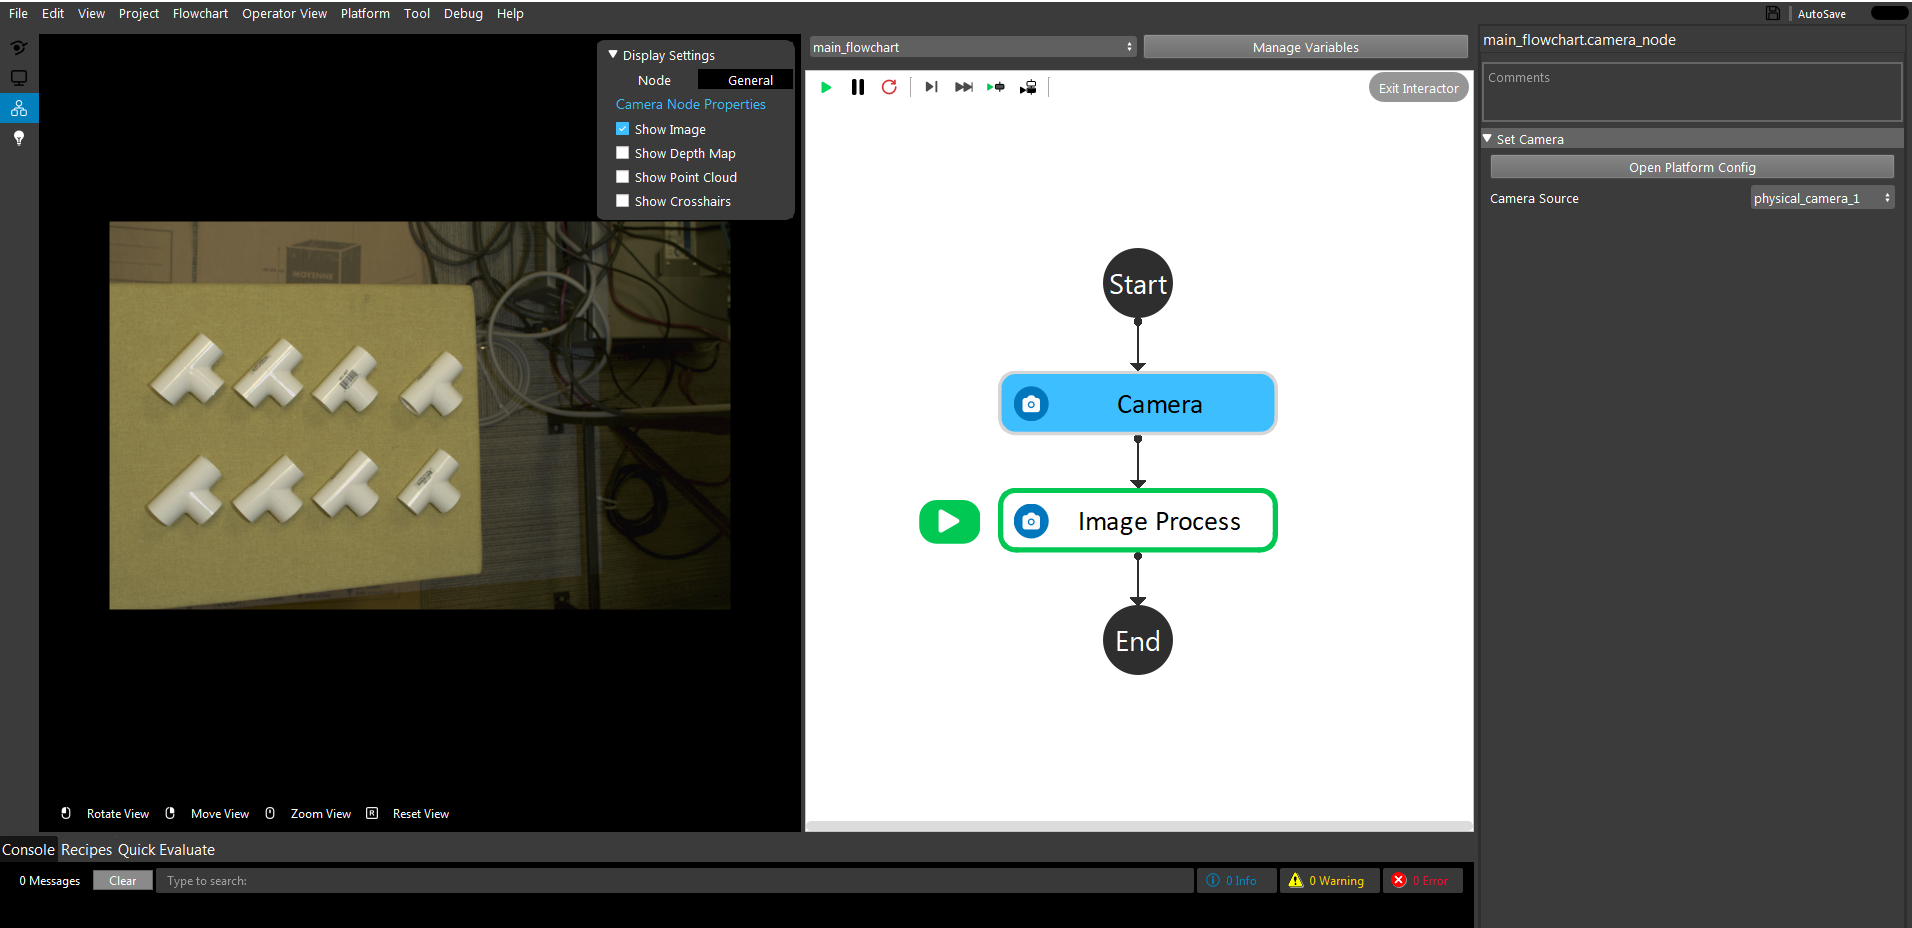 File Edit View Project Flowchart Operator View Platform Tool Debug Help
AutoSave
Display Settings
Node General
Camera Node Properties
Show Image
Show Depth Map
Show Point Cloud
Show Crosshairs
MOYENNE
Rotate View Move View Zoom View R Reset View
main_flowchart Manage Variables
Exit Interactor
Start
Camera
Image Process
End
main_flowchart.camera_node
Comments
Set Camera
Open Platform Config
Camera Source physical_camera_1
Console Recipes Quick Evaluate
0 Messages Clear Type to search: 0 Info 0 Warning 0 Error